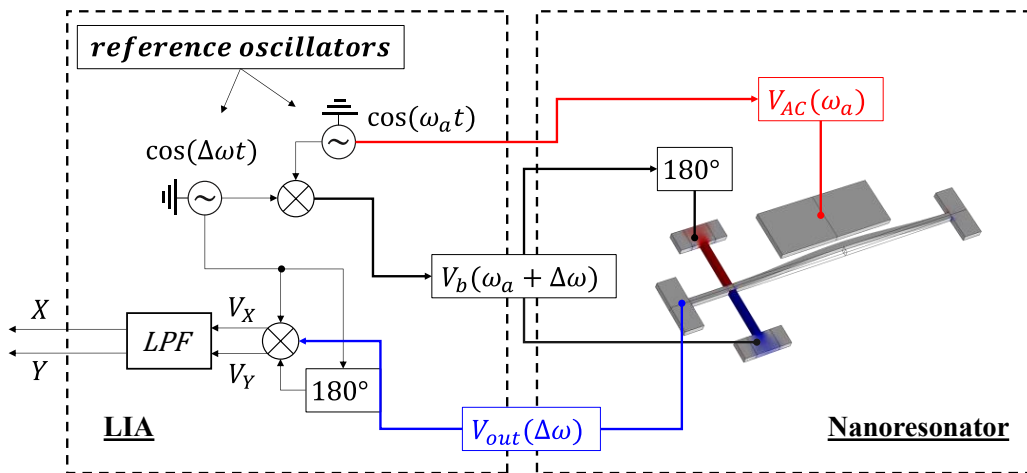 reference oscillators
cos(ω_a t)
V_AC(ω_a)
cos(Δωt)
~
~
180°
V_b(ω_a + Δω)
X
V_X
LPF
Y
V_Y
180°
LIA
V_out(Δω)
Nanoresonator